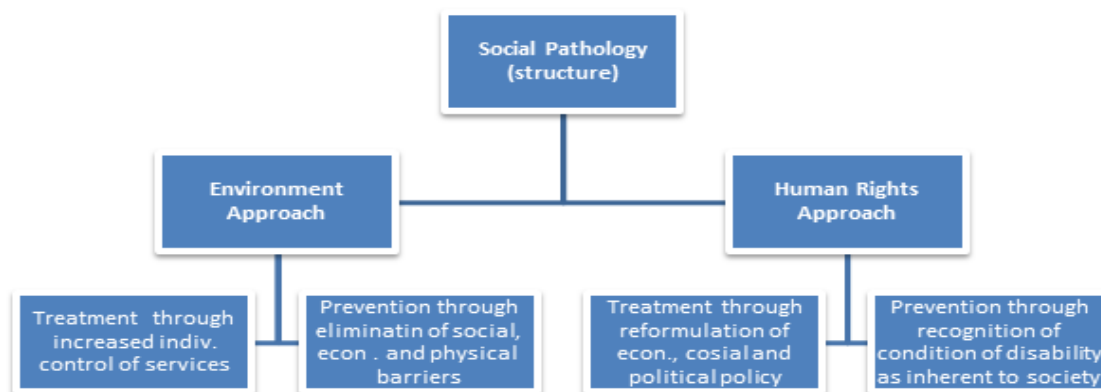 Social Pathology
(structure)
Environment
Approach
Human Rights
Approach
Treatment through
increased indiv.
control of services
Prevention through
eliminatin of social,
econ . and physical
barriers
Treatment through
reformulation of
econ., cosial and
political policy
Prevention through
recognition of
condition of disability
as inherent to society